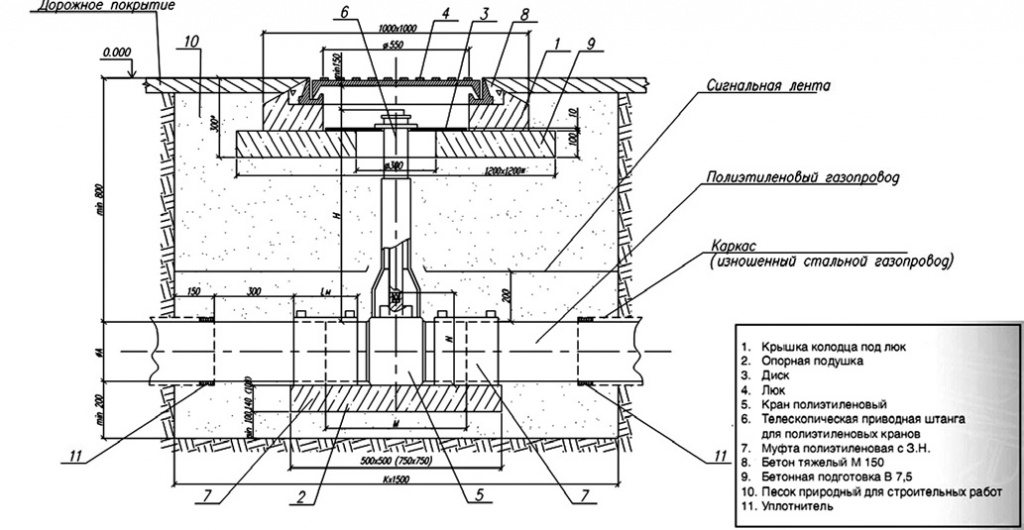 Дорожное покрытие
6
4
3
8
1
9
1000х1000
ø550
10
min150
0.000
Сигнальная лента
300*
10
100
ø300
1200х1200*
min 800
H
Полиэтиленовый газопровод
Каркас
(изношенный стальной газопровод)
150
300
Lм
200
N
øA
min 200
M
500х500 (750х750)
Кх1500
11
7
2
5
7
11
1. Крышка колодца под люк
2. Опорная подушка
3. Диск
4. Люк
5. Кран полиэтиленовый
6. Телескопическая приводная штанга
для полиэтиленовых кранов
7. Муфта полиэтиленовая с З.Н.
8. Бетон тяжелый М 150
9. Бетонная подготовка В 7,5
10. Песок природный для строительных работ
11. Уплотнитель